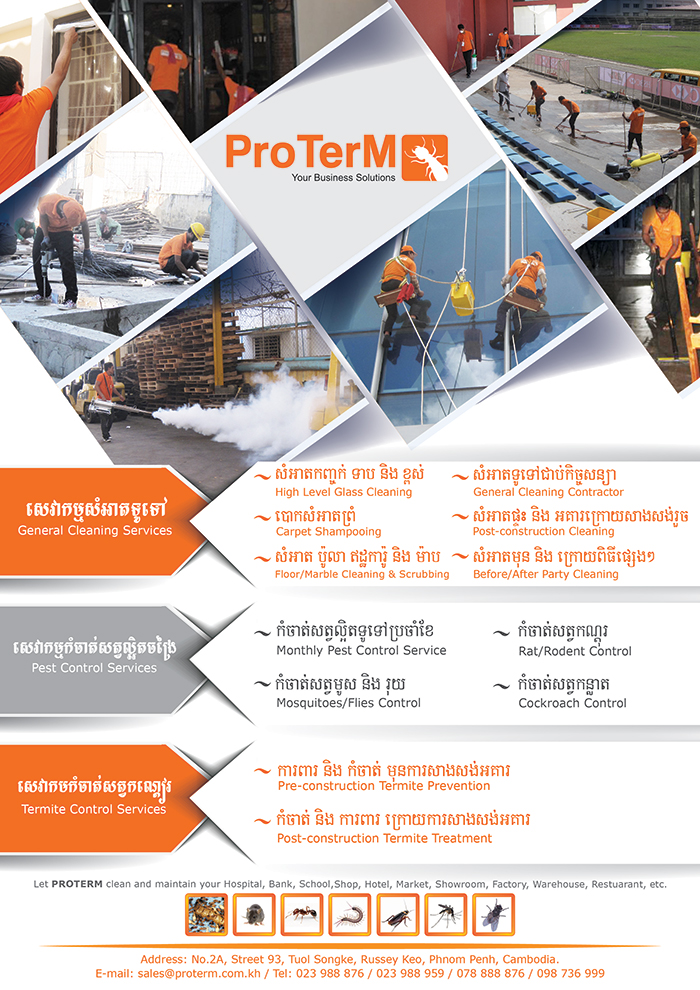 ProTerM
Your Business Solutions
សេវាកម្មសំអាតទូទៅ
General Cleaning Services
~ សំអាតកញ្ចក់ ទាប និង ខ្ពស់
High Level Glass Cleaning
~ បោកសំអាតព្រំ
Carpet Shampooing
~ សំអាត ប៉ូលា ឥដ្ឋការ៉ូ និង ម៉ាប
Floor/Marble Cleaning & Scrubbing
~ សំអាតទូទៅជាប់កិច្ចសន្យា
General Cleaning Contractor
~ សំអាតផ្ទះ និង អគារក្រោយសាងសង់រួច
Post-construction Cleaning
~ សំអាតមុន និង ក្រោយពិធីផ្សេងៗ
Before/After Party Cleaning
សេវាកម្មកំចាត់សត្វល្អិតចង្រៃ
Pest Control Services
~ កំចាត់សត្វល្អិតទូទៅប្រចាំខែ
Monthly Pest Control Service
~ កំចាត់សត្វមូស និង រុយ
Mosquitoes/Flies Control
~ កំចាត់សត្វកណ្ដុរ
Rat/Rodent Control
~ កំចាត់សត្វកន្លាត
Cockroach Control
សេវាកមកំចាត់សត្វកណ្ដៀរ
Termite Control Services
~ ការពារ និង កំចាត់ មុនការសាងសង់អគារ
Pre-construction Termite Prevention
~ កំចាត់ និង ការពារ ក្រោយការសាងសង់អគារ
Post-construction Termite Treatment
Let PROTERM clean and maintain your Hospital, Bank, School,Shop, Hotel, Market, Showroom, Factory, Warehouse, Restuarant, etc.
Address: No.2A, Street 93, Tuol Songke, Russey Keo, Phnom Penh, Cambodia.
E-mail: sales@proterm.com.kh / Tel: 023 988 876 / 023 988 959 / 078 888 876 / 098 736 999